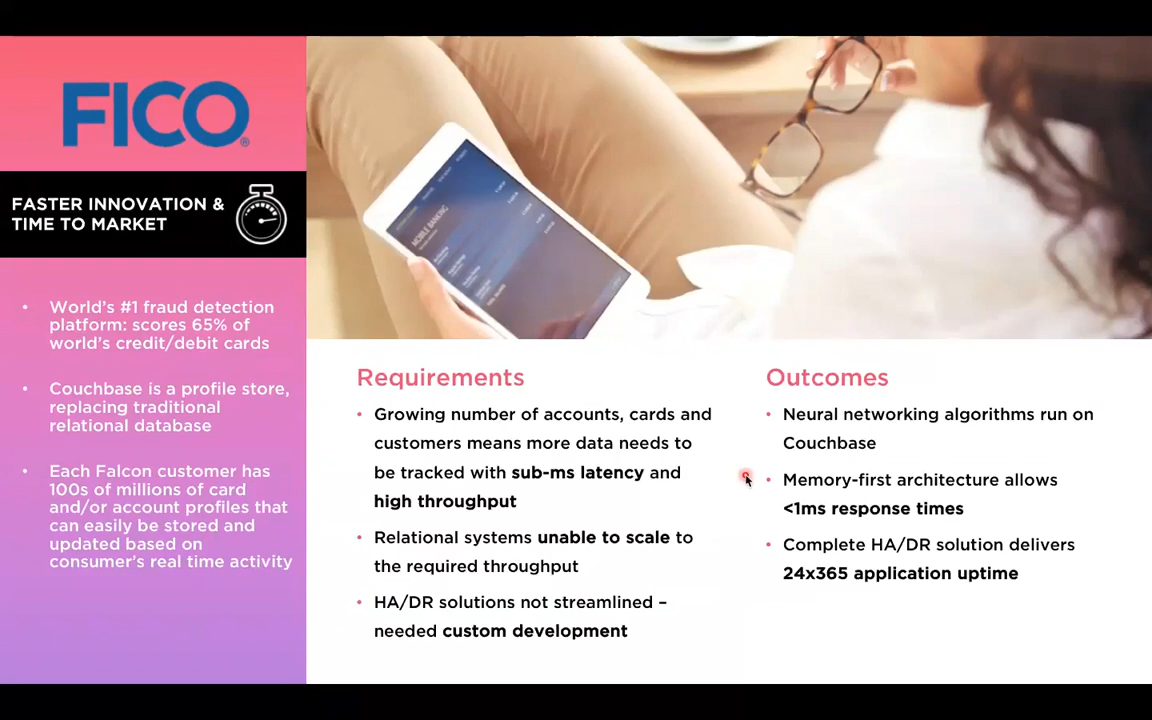 FICO®
FASTER INNOVATION &
TIME TO MARKET
• World's #1 fraud detection
platform: scores 65% of
world's credit/debit cards
• Couchbase is a profile store,
replacing traditional
relational database
• Each Falcon customer has
100s of millions of card
and/or account profiles that
can easily be stored and
updated based on
consumer's real time activity
MOBILE BANKING
Requirements
• Growing number of accounts, cards and
customers means more data needs to
be tracked with sub-ms latency and
high throughput
• Relational systems unable to scale to
the required throughput
• HA/DR solutions not streamlined –
needed custom development
Outcomes
• Neural networking algorithms run on
Couchbase
• Memory-first architecture allows
<1ms response times
• Complete HA/DR solution delivers
24x365 application uptime